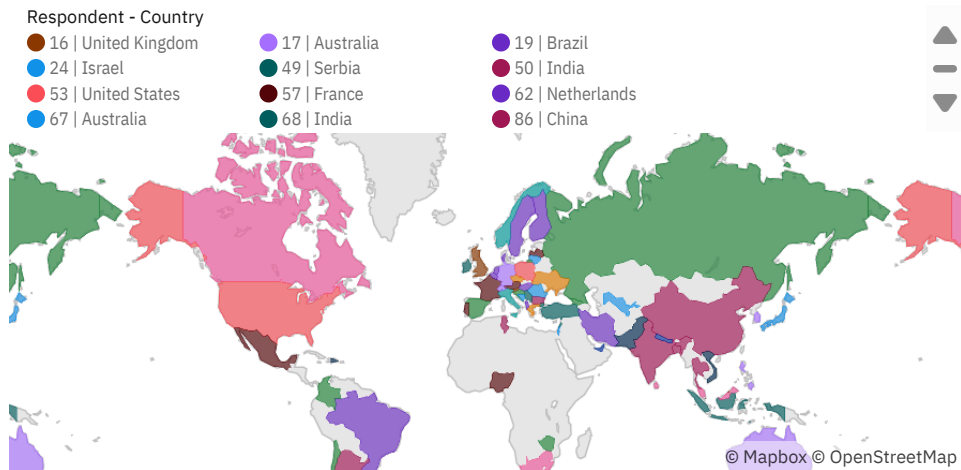 Respondent - Country
16 | United Kingdom
17 | Australia
19 | Brazil
24 | Israel
49 | Serbia
50 | India
53 | United States
57 | France
62 | Netherlands
67 | Australia
68 | India
86 | China
© Mapbox © OpenStreetMap